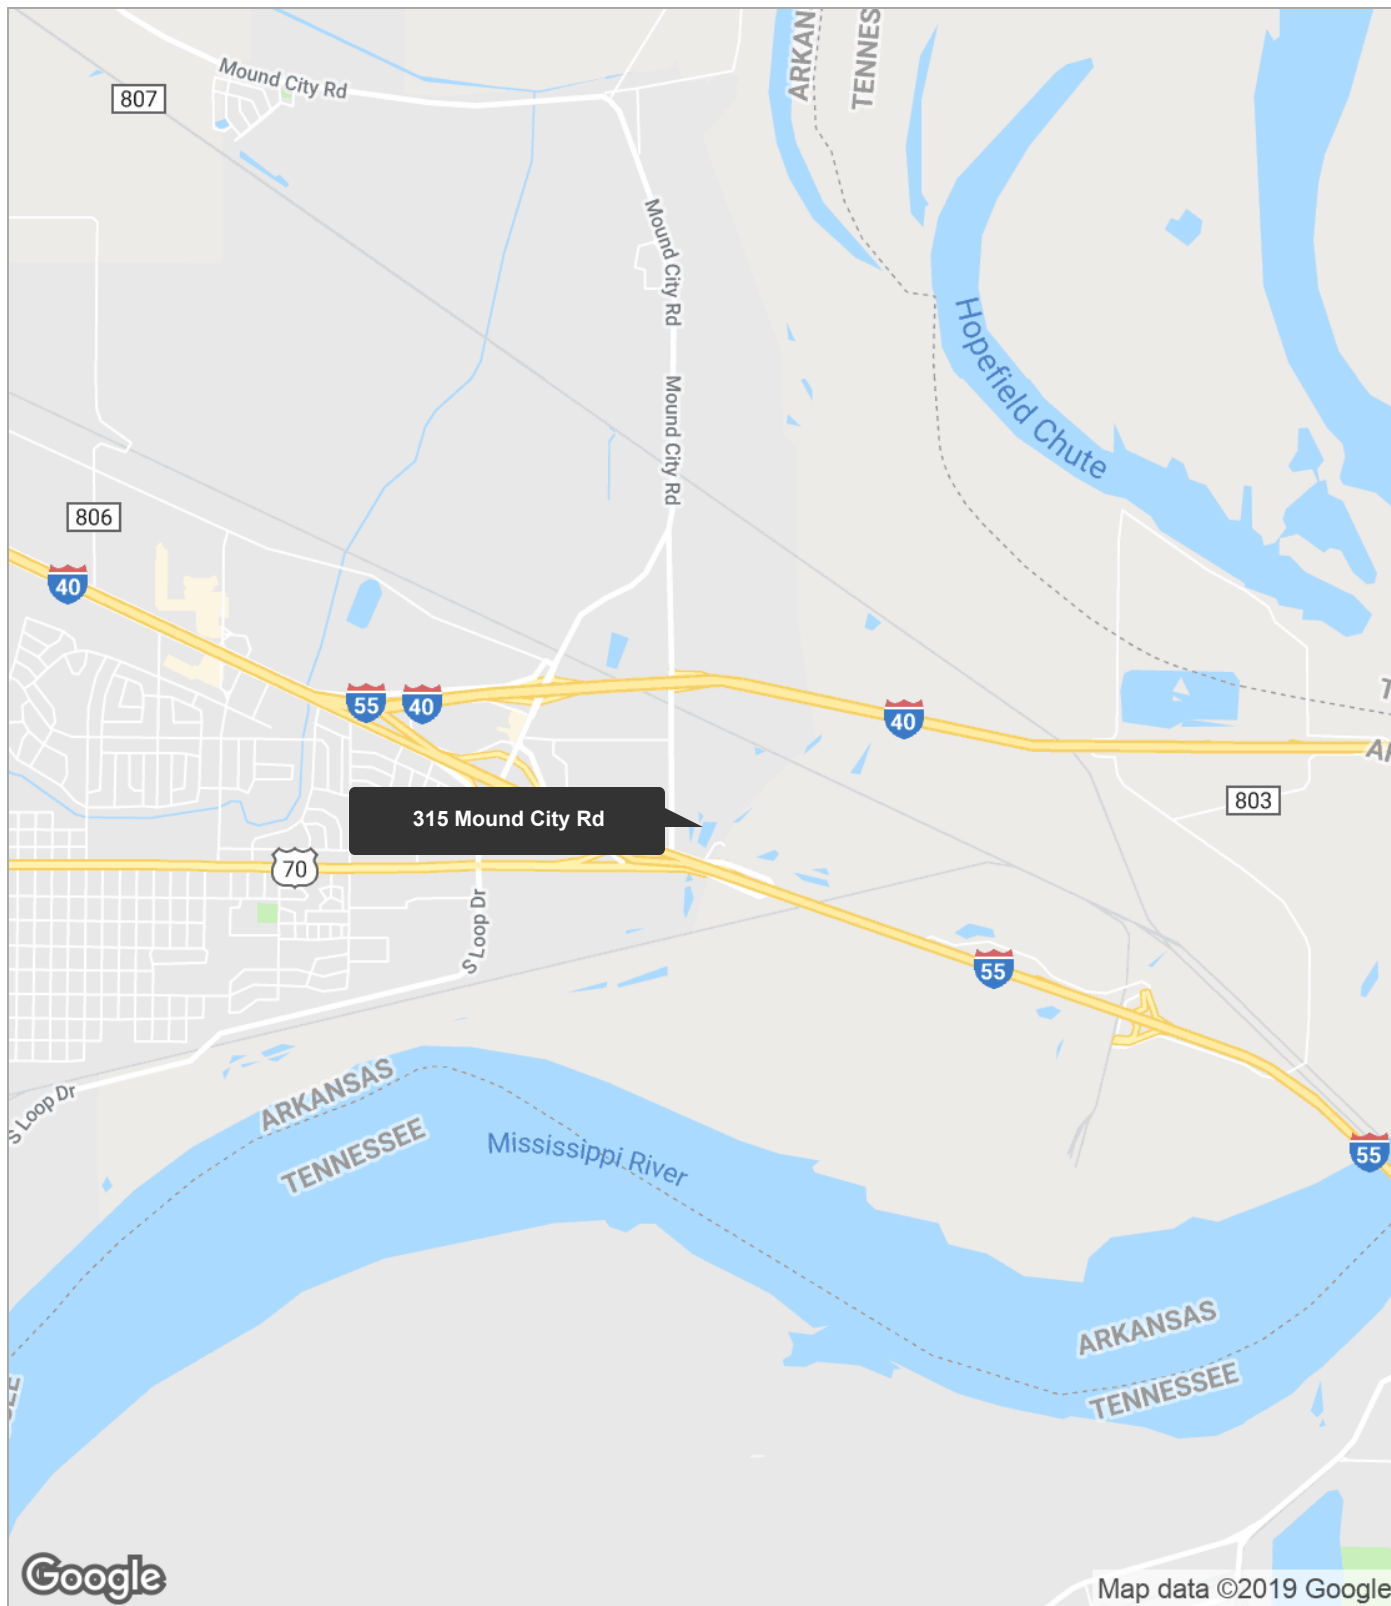 ARKAN
TENNES
Mound City Rd
807
Mound City Rd
Hopefield Chute
Mound City Rd
806
40
55
40
40
T
AR
803
315 Mound City Rd
70
S Loop Dr
55
ARKANSAS
TENNESSEE
S Loop Dr
Mississippi River
55
ARKANSAS
TENNESSEE
SEE
Google
Map data ©2019 Google